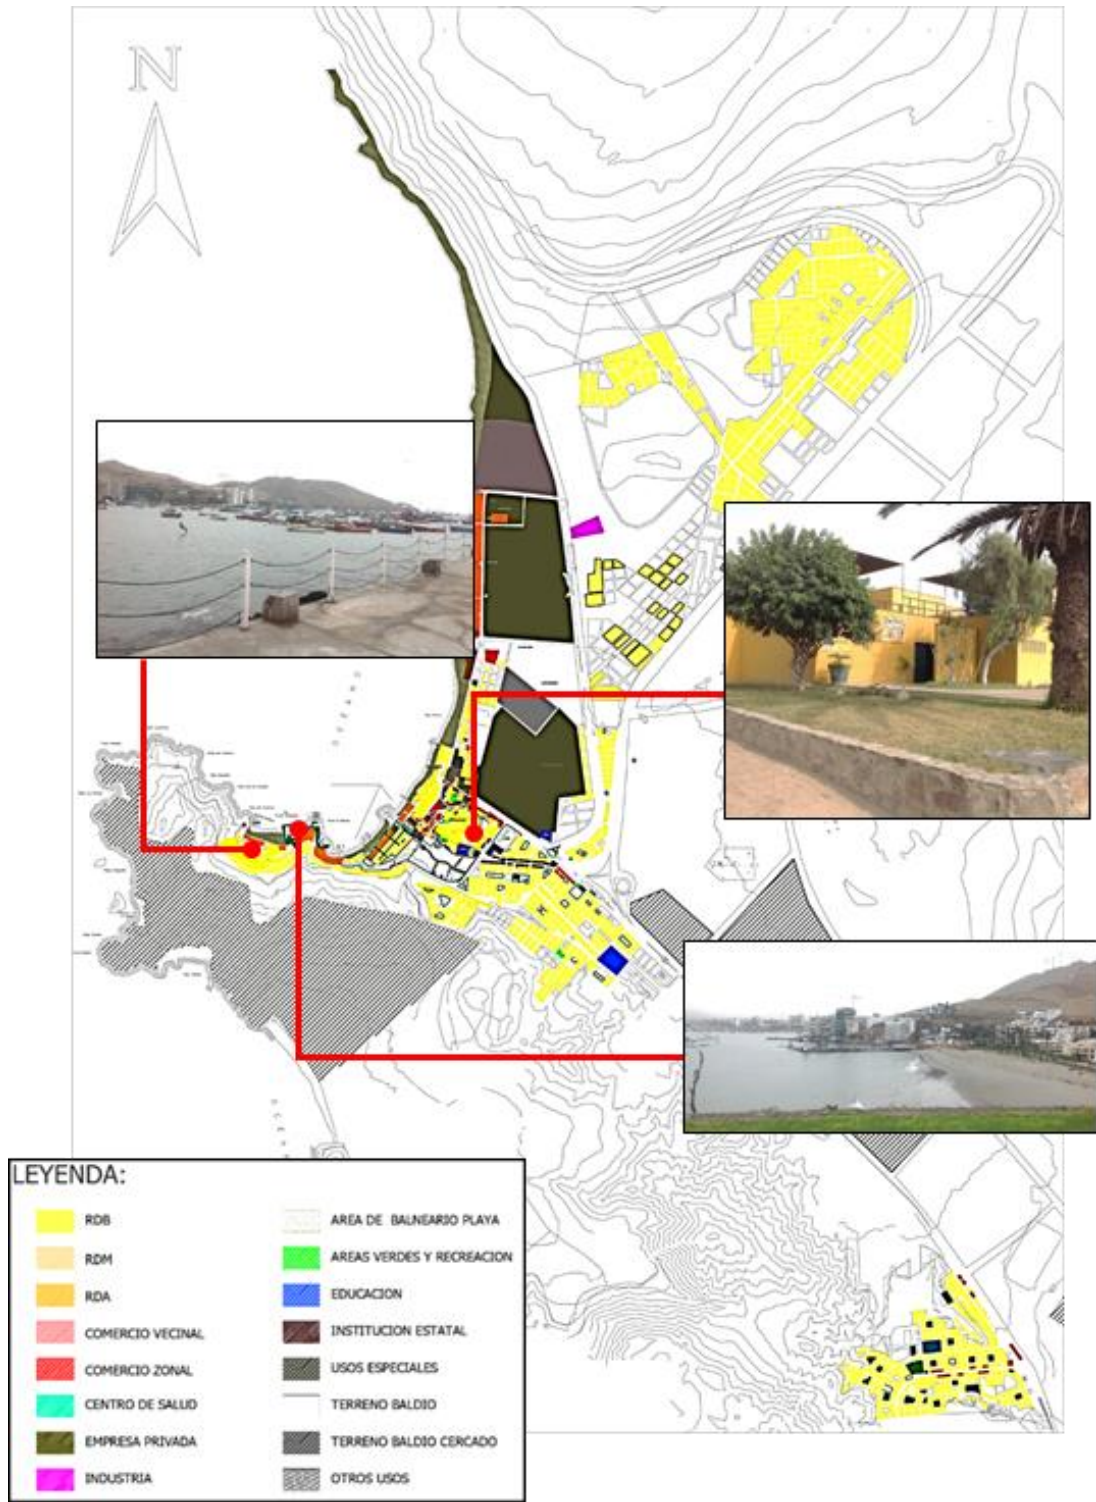 N
LEYENDA:
RDB
RDM
RDA
COMERCIO VECINAL
COMERCIO ZONAL
CENTRO DE SALUD
EMPRESA PRIVADA
INDUSTRIA
AREA DE BALNEARIO PLAYA
AREAS VERDES Y RECREACION
EDUCACION
INSTITUCION ESTATAL
USOS ESPECIALES
TERRENO BALDIO
TERRENO BALDIO CERCADO
OTROS USOS